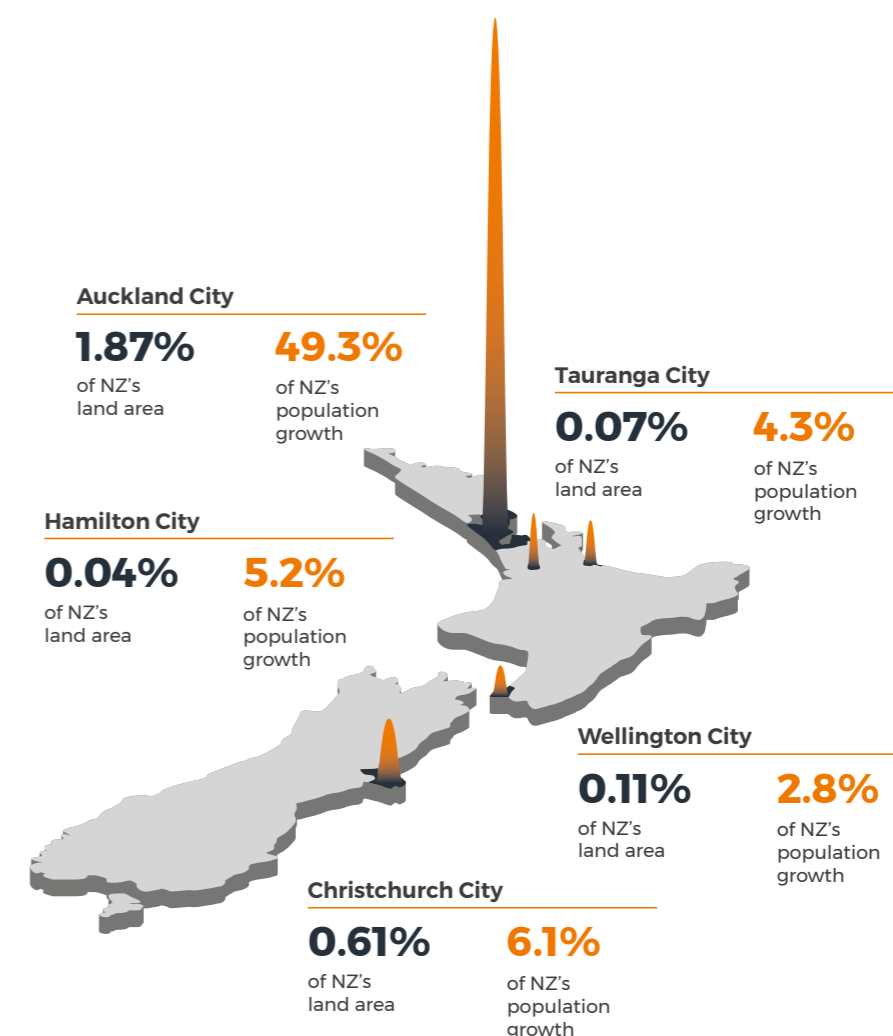 Auckland City
1.87%
of NZ's
land area
49.3%
of NZ's
population
growth
Tauranga City
0.07%
of NZ's
land area
4.3%
of NZ's
population
growth
Hamilton City
0.04%
of NZ's
land area
5.2%
of NZ's
population
growth
Wellington City
0.11%
of NZ's
land area
2.8%
of NZ's
population
growth
Christchurch City
0.61%
of NZ's
land area
6.1%
of NZ's
population
growth